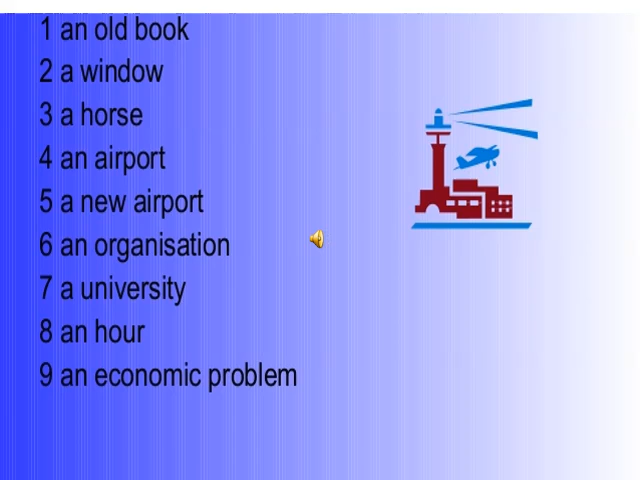 1 an old book
2 a window
3 a horse
4 an airport
5 a new airport
6 an organisation
7 a university
8 an hour
9 an economic problem